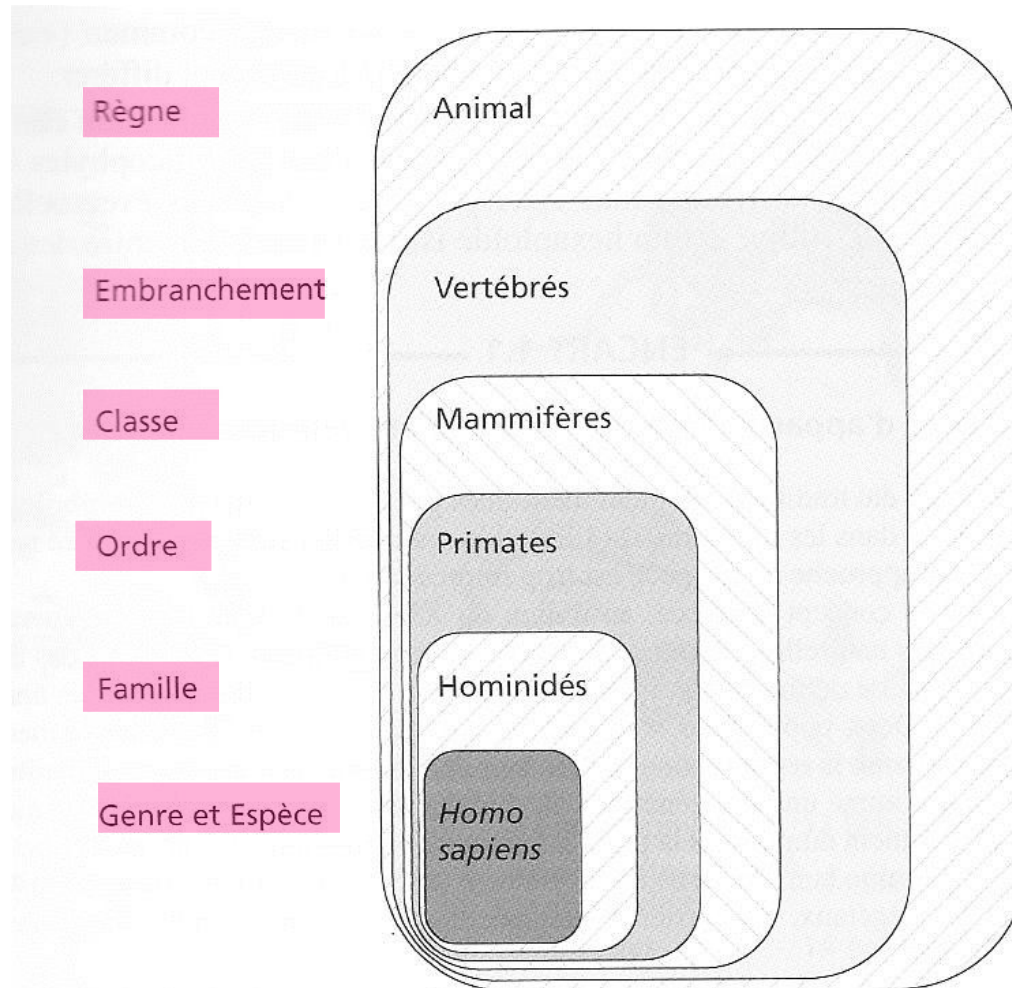 Règne
Animal
Embranchement
Vertébrés
Classe
Mammifères
Ordre
Primates
Famille
Hominidés
Genre et Espèce
Homo
sapiens